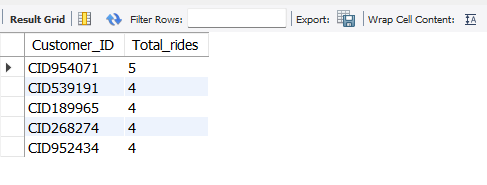 Result Grid Filter Rows: Export: Wrap Cell Content:
Customer_ID Total_rides
CID954071 5
CID539191 4
CID189965 4
CID268274 4
CID952434 4